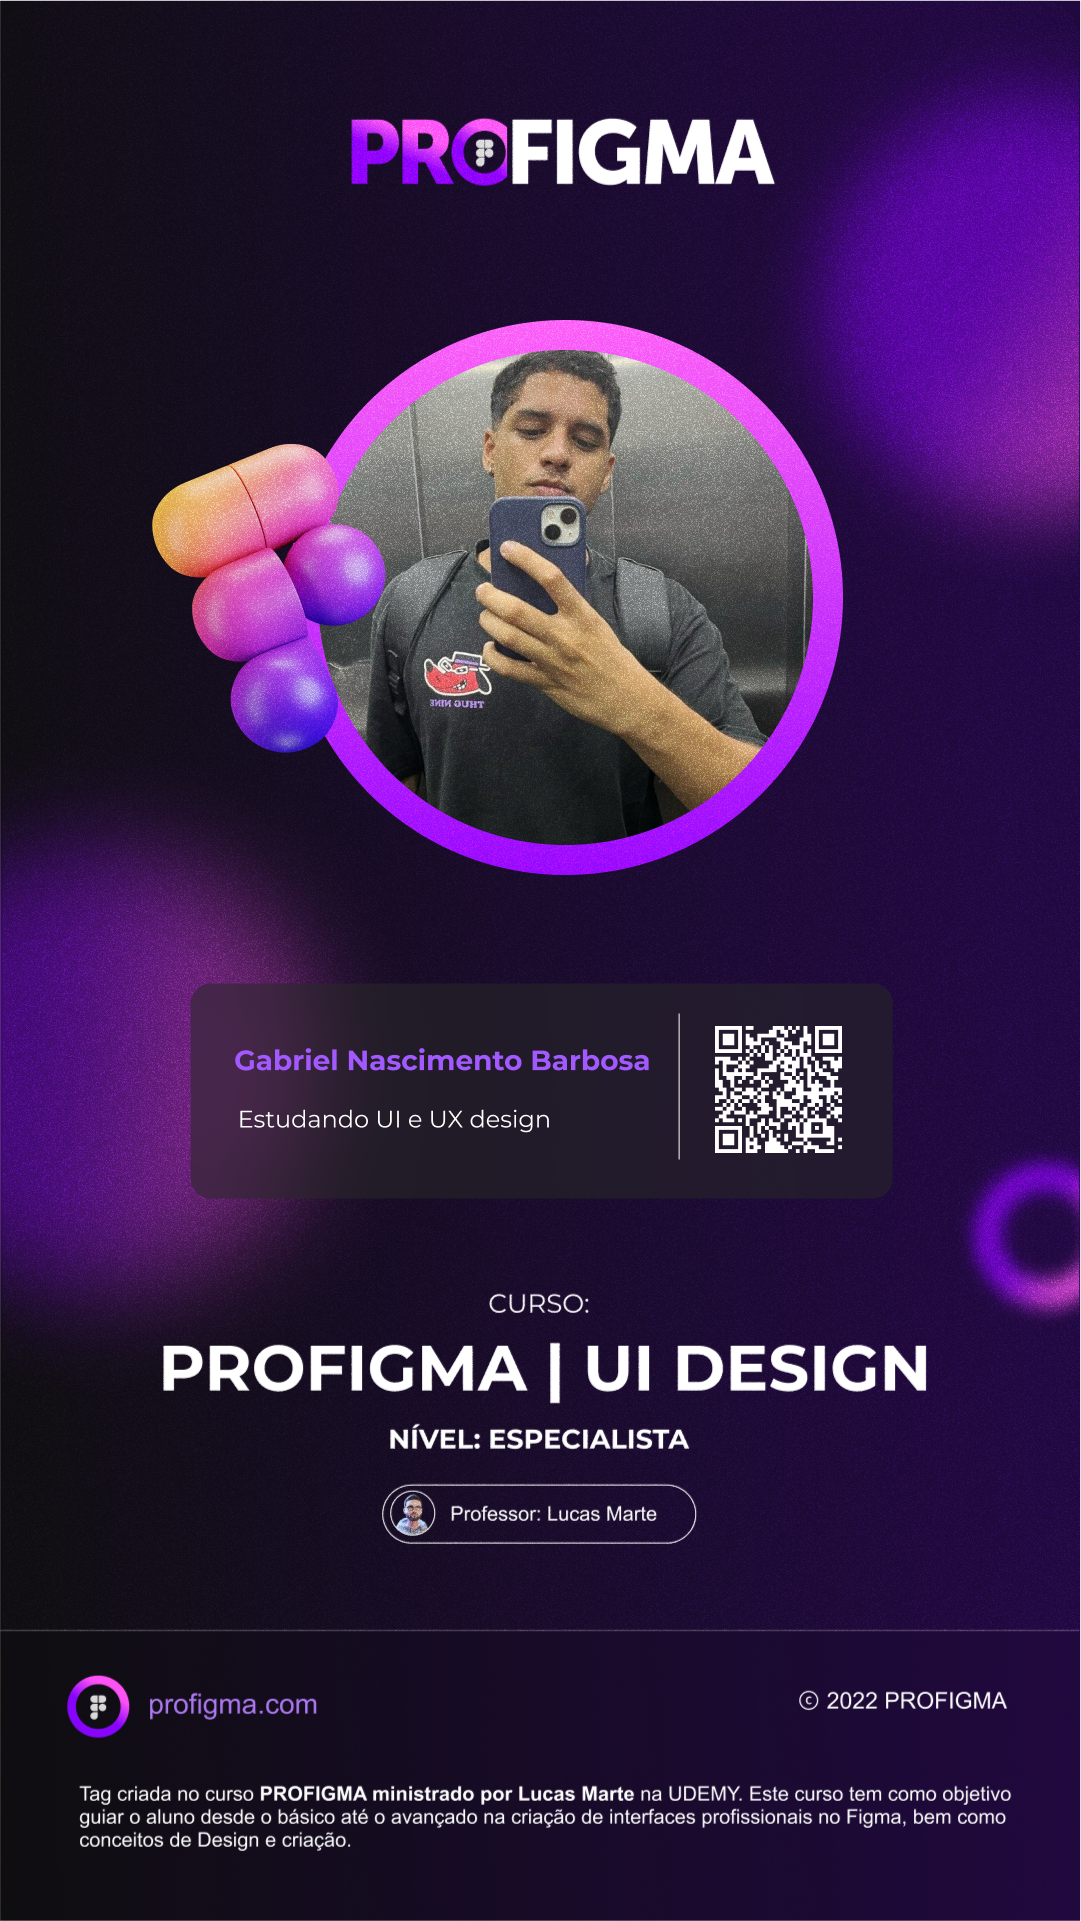 PROFIGMA
THUG NINE
Gabriel Nascimento Barbosa
Estudando UI e UX design
CURSO:
PROFIGMA | UI DESIGN
NÍVEL: ESPECIALISTA
Professor: Lucas Marte
profigma.com
© 2022 PROFIGMA
Tag criada no curso PROFIGMA ministrado por Lucas Marte na UDEMY. Este curso tem como objetivo
guiar o aluno desde o básico até o avançado na criação de interfaces profissionais no Figma, bem como
conceitos de Design e criação.